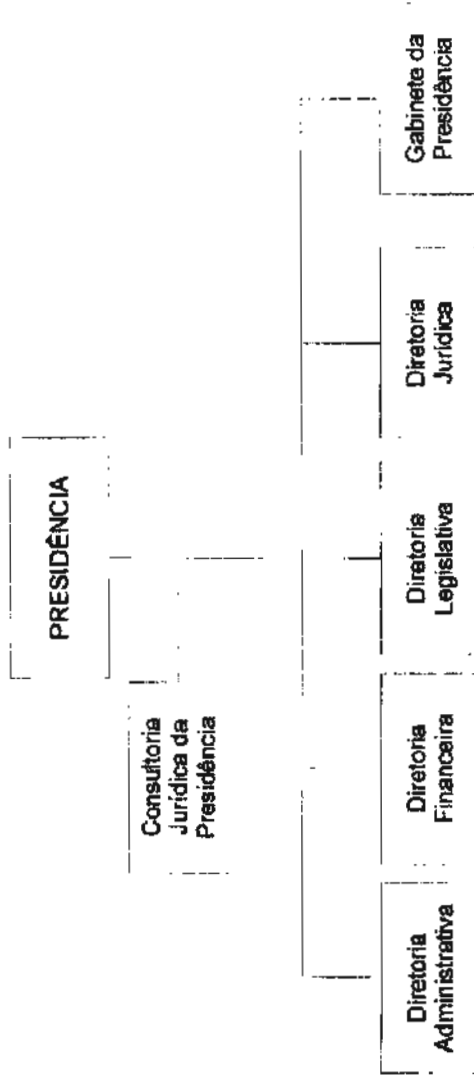 PRESIDÊNCIA
Consultoria
Jurídica da
Presidência
Diretoria
Administrativa
Diretoria
Financeira
Diretoria
Legislativa
Diretoria
Jurídica
Gabinete da
Presidência